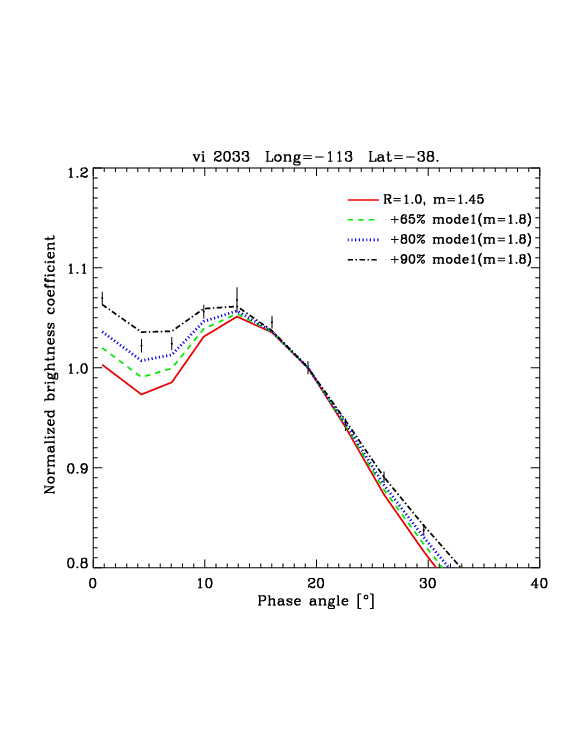 vi 2033 Long=−113 Lat=−38.
1.2
1.1
1.0
0.9
0.8
Normalized brightness coefficient
R=1.0, m=1.45
+65% mode1(m=1.8)
+80% mode1(m=1.8)
+90% mode1(m=1.8)
0 10 20 30 40
Phase angle [°]